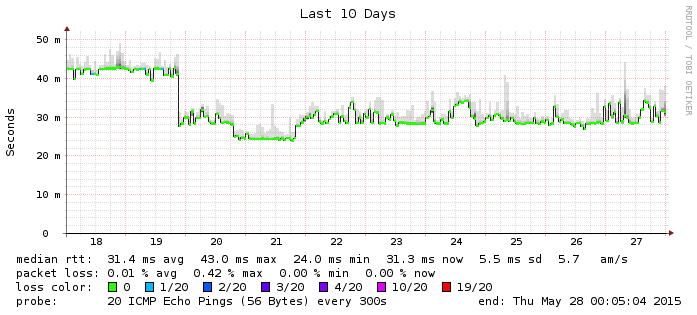 Last 10 Days
RRDTOOL / TOBI OETIKER
Seconds
50 m
40 m
30 m
20 m
10 m
0
18 19 20 21 22 23 24 25 26 27
median rtt: 31.4 ms avg 43.0 ms max 24.0 ms min 31.3 ms now 5.5 ms sd 5.7 am/s
packet loss: 0.01 % avg 0.42 % max 0.00 % min 0.00 % now
loss color: 0 1/20 2/20 3/20 4/20 10/20 19/20
probe: 20 ICMP Echo Pings (56 Bytes) every 300s end: Thu May 28 00:05:04 2015